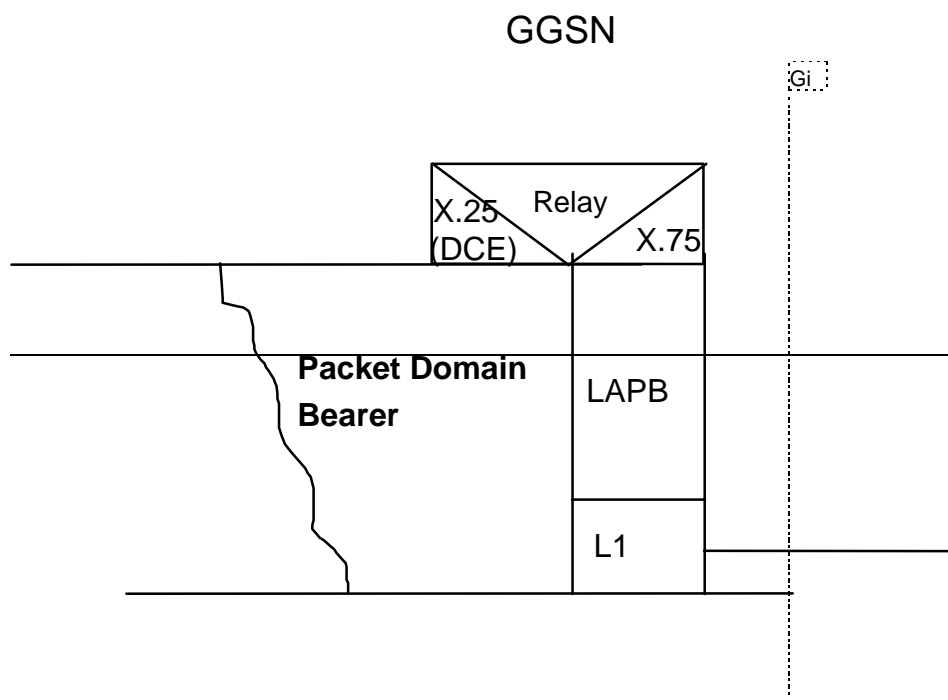 GGSN
Gi
Relay
X.25
(DCE)
X.75
Packet Domain
Bearer
LAPB
L1